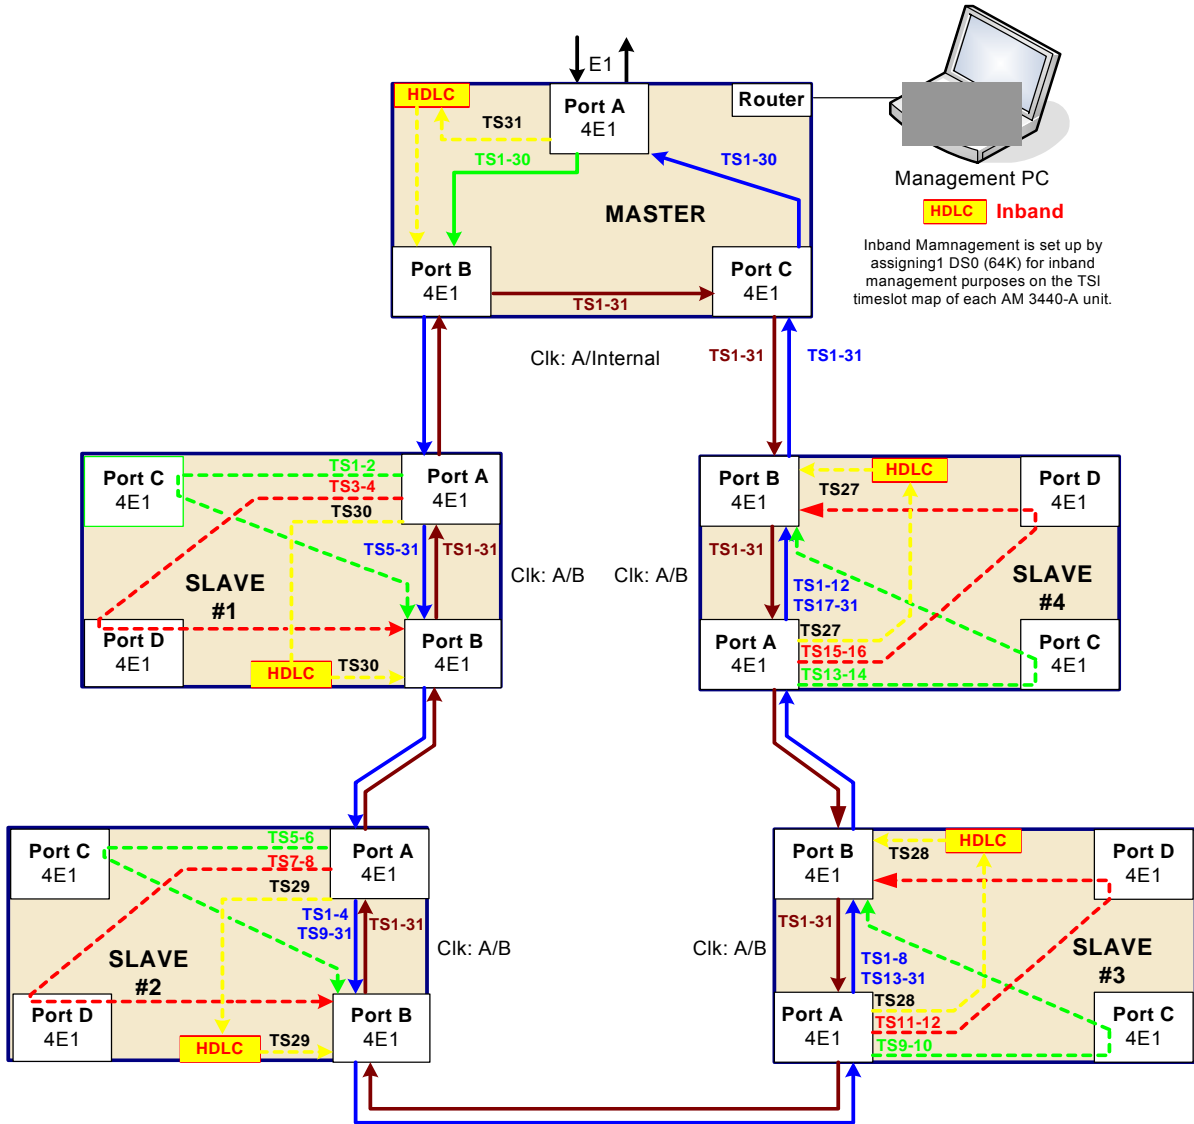 E1
HDLC
Port A
4E1
Router
TS31
TS1-30
TS1-30
MASTER
Port B
4E1
Port C
4E1
TS1-31
Management PC
HDLC Inband
Inband Mamnagement is set up by
assigning1 DS0 (64K) for inband
management purposes on the TSI
timeslot map of each AM 3440-A unit.
Clk: A/Internal
TS1-31
TS1-31
Port C
4E1
TS1-2
TS3-4
TS30
Port A
4E1
TS5-31
TS1-31
SLAVE
#1
Clk: A/B
Port D
4E1
HDLC
TS30
Port B
4E1
Port B
4E1
HDLC
TS27
Port D
4E1
TS1-31
Clk: A/B
TS1-12
TS17-31
SLAVE
#4
Port A
4E1
TS27
TS15-16
TS13-14
Port C
4E1
Port C
4E1
TS5-6
TS7-8
TS29
Port A
4E1
TS1-4
TS9-31
TS1-31
SLAVE
#2
Clk: A/B
Port D
4E1
HDLC
TS29
Port B
4E1
Port B
4E1
HDLC
TS28
Port D
4E1
TS1-31
Clk: A/B
TS1-8
TS13-31
SLAVE
#3
Port A
4E1
TS28
TS11-12
TS9-10
Port C
4E1